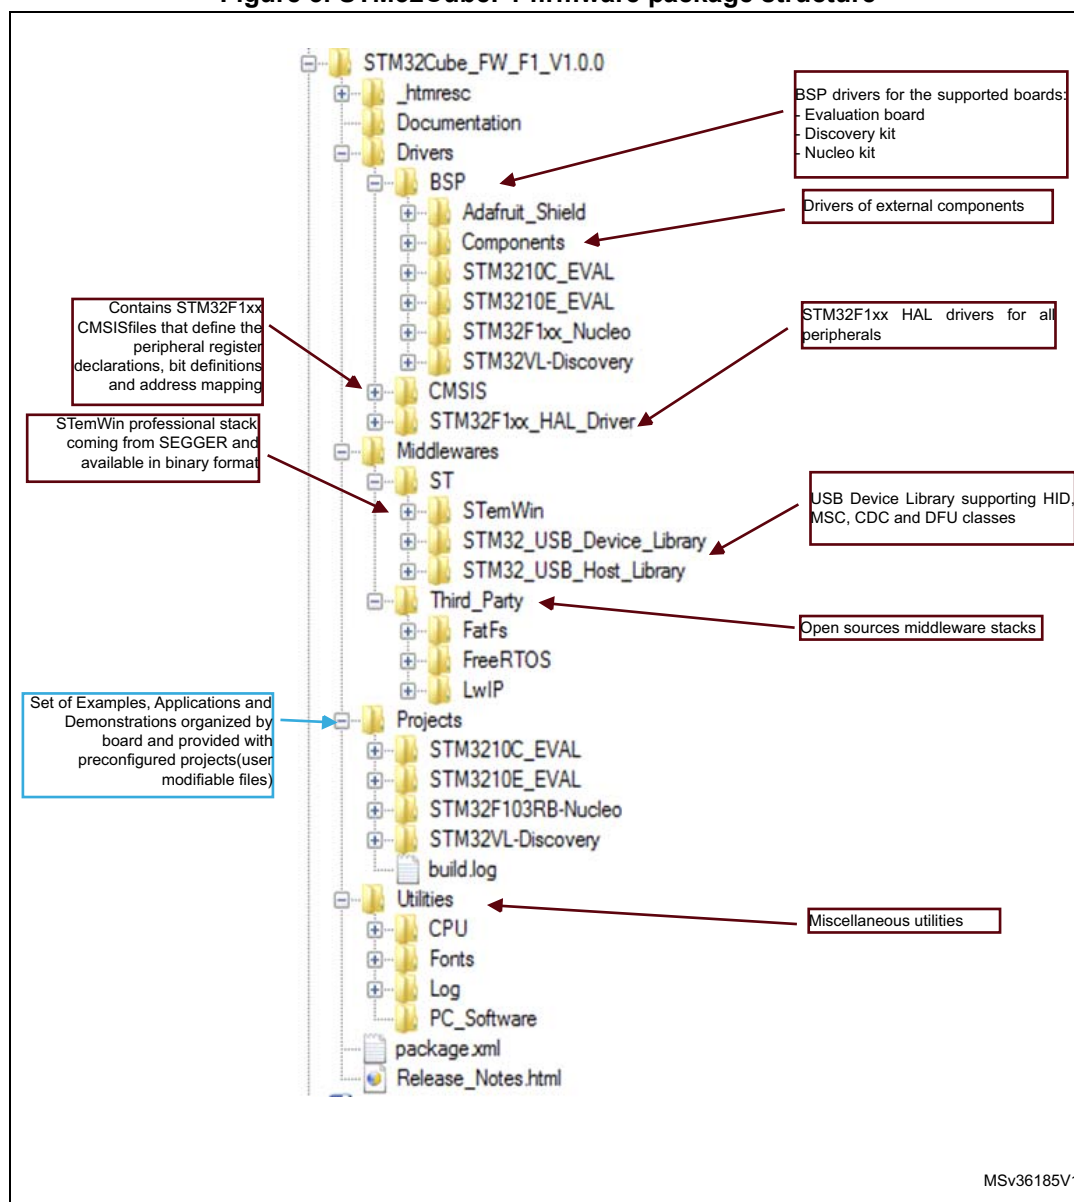 STM32Cube_FW_F1_V1.0.0
_htmresc
Documentation
Drivers
BSP
Adafruit_Shield
Components
STM3210C_EVAL
STM3210E_EVAL
STM32F1xx_Nucleo
STM32VL-Discovery
CMSIS
STM32F1xx_HAL_Driver
Middlewares
ST
STemWin
STM32_USB_Device_Library
STM32_USB_Host_Library
Third_Party
FatFs
FreeRTOS
LwIP
Projects
STM3210C_EVAL
STM3210E_EVAL
STM32F103RB-Nucleo
STM32VL-Discovery
build.log
Utilities
CPU
Fonts
Log
PC_Software
package.xml
Release_Notes.html
Contains STM32F1xx
CMSISfiles that define the
peripheral register
declarations, bit definitions
and address mapping
STemWin professional stack
coming from SEGGER and
available in binary format
Set of Examples, Applications and
Demonstrations organized by
board and provided with
preconfigured projects(user
modifiable files)
BSP drivers for the supported boards:
- Evaluation board
- Discovery kit
- Nucleo kit
Drivers of external components
STM32F1xx HAL drivers for all
peripherals
USB Device Library supporting HID,
MSC, CDC and DFU classes
Open sources middleware stacks
Miscellaneous utilities
MSv36185V1